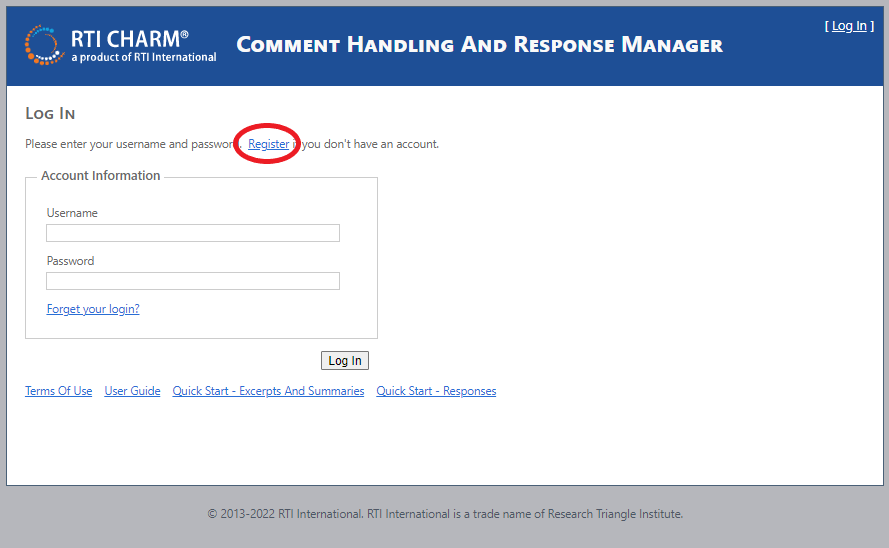 RTI CHARM®
a product of RTI International
Comment Handling And Response Manager
[ Log In ]
Log In
Please enter your username and password. Register if you don't have an account.
Account Information
Username
Password
Forget your login?
Log In
Terms Of Use User Guide Quick Start - Excerpts And Summaries Quick Start - Responses
© 2013-2022 RTI International. RTI International is a trade name of Research Triangle Institute.